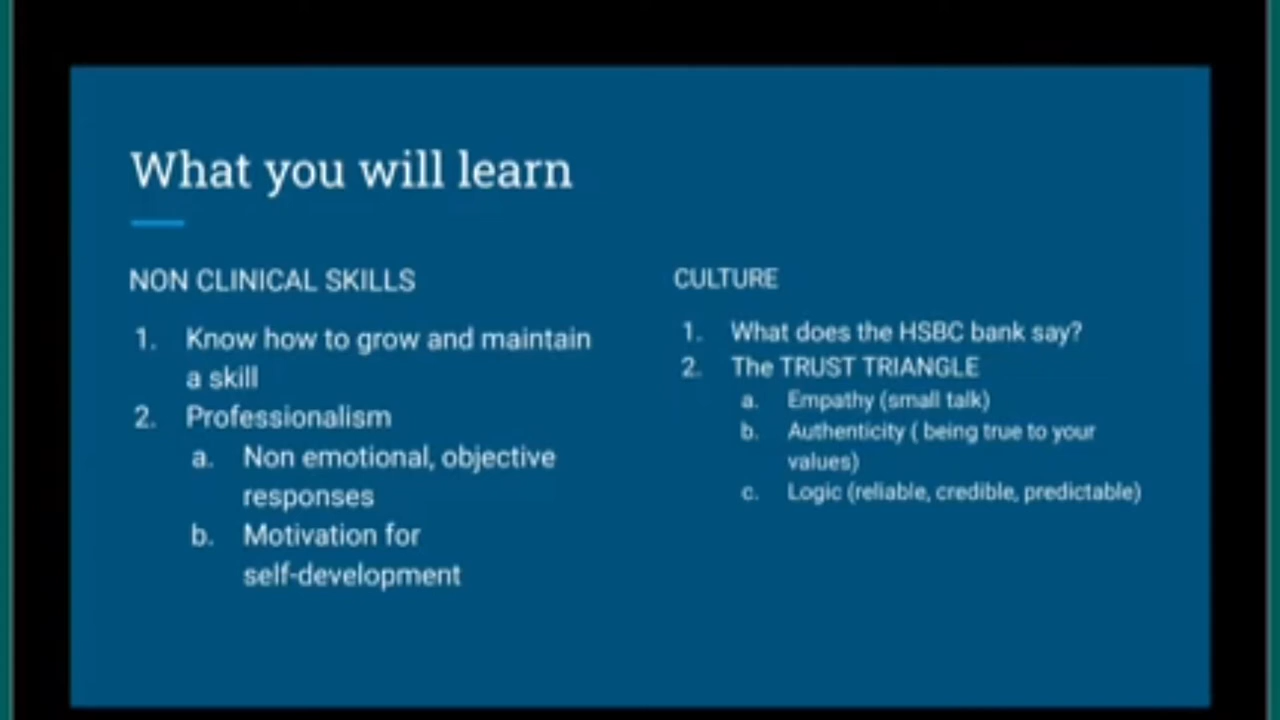 What you will learn
NON CLINICAL SKILLS
1. Know how to grow and maintain
a skill
2. Professionalism
a. Non emotional, objective
responses
b. Motivation for
self-development
CULTURE
1. What does the HSBC bank say?
2. The TRUST TRIANGLE
a. Empathy (small talk)
b. Authenticity ( being true to your
values)
c. Logic (reliable, credible, predictable)